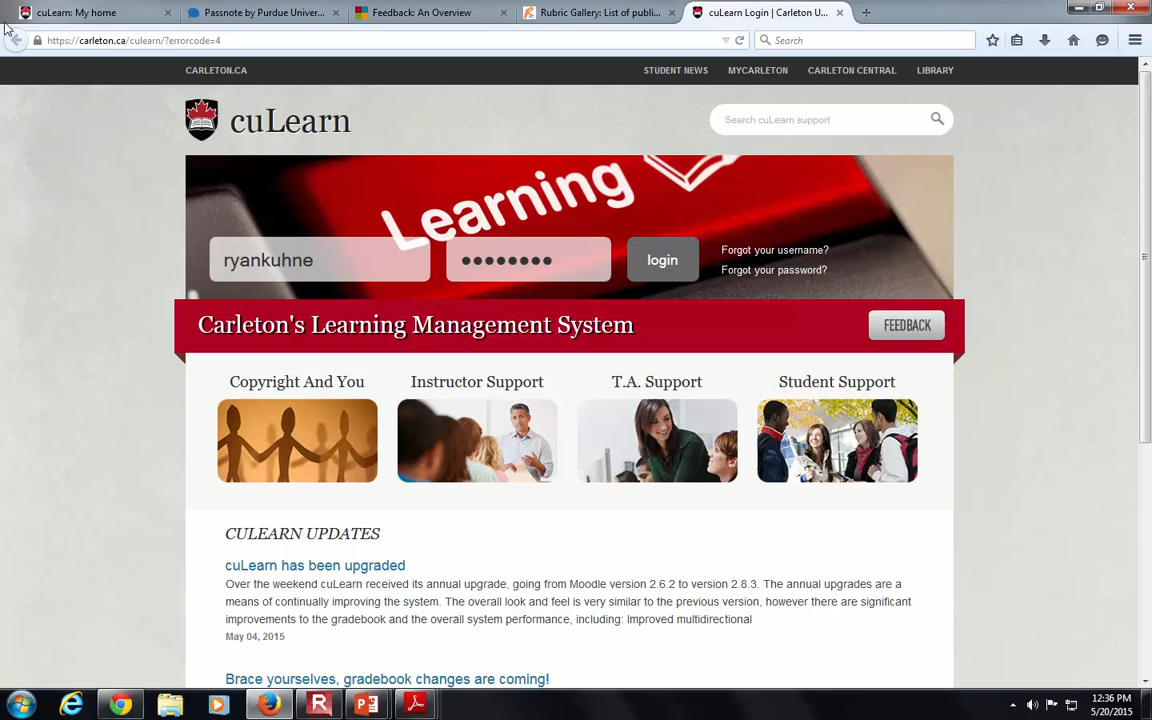 cuLearn: My home
Passnote by Purdue Univer...
Feedback: An Overview
Rubric Gallery: List of publi...
cuLearn Login | Carleton U...
https://carleton.ca/culearn/?errorcode=4
Search
CARLETON.CA
STUDENT NEWS
MYCARLETON
CARLETON CENTRAL
LIBRARY
cuLearn
Search cuLearn support
Learning
ryankuhne
login
Forgot your username?
Forgot your password?
Carleton's Learning Management System
FEEDBACK
Copyright And You
Instructor Support
T.A. Support
Student Support
CULEARN UPDATES
cuLearn has been upgraded
Over the weekend cuLearn received its annual upgrade, going from Moodle version 2.6.2 to version 2.8.3. The annual upgrades are a
means of continually improving the system. The overall look and feel is very similar to the previous version, however there are significant
improvements to the gradebook and the overall system performance, including: Improved multidirectional
May 04, 2015
Brace yourselves, gradebook changes are coming!
12:36 PM
5/20/2015